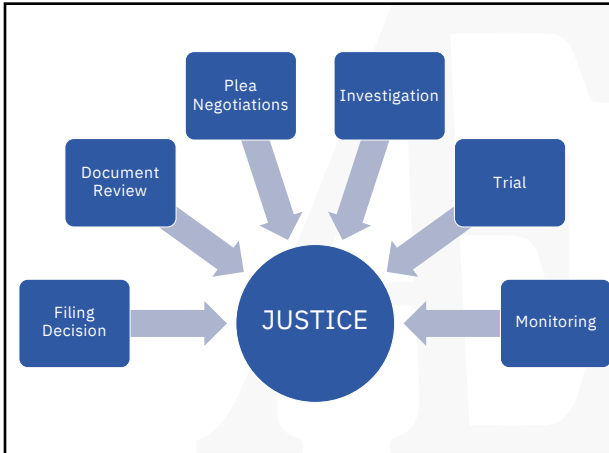 Plea
Negotiations
Investigation
Document
Review
Trial
Filing
Decision
JUSTICE
Monitoring